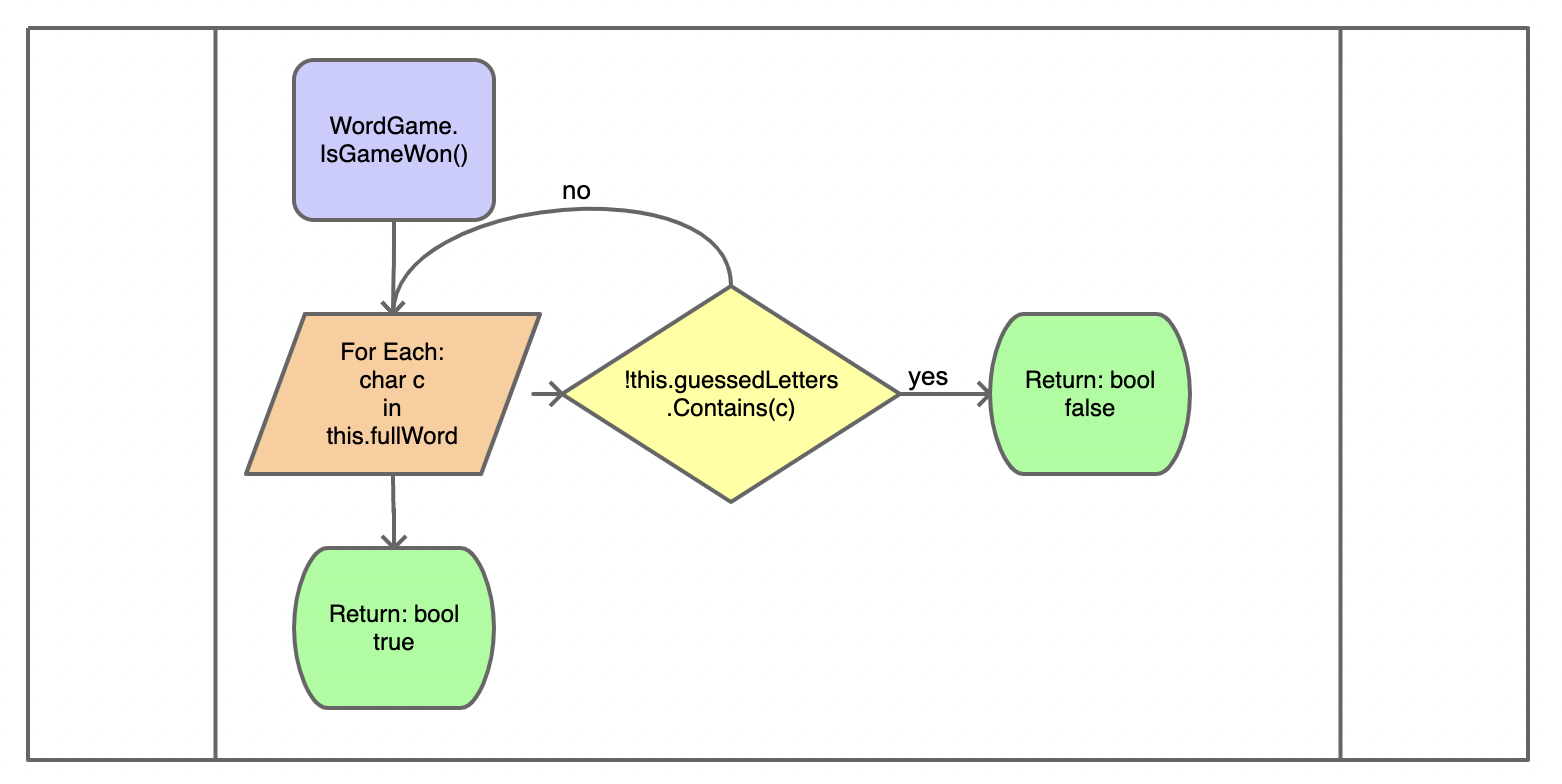 WordGame.
IsGameWon()
no
For Each:
char c
in
this.fullWord
!this.guessedLetters
.Contains(c)
yes
Return: bool
false
Return: bool
true